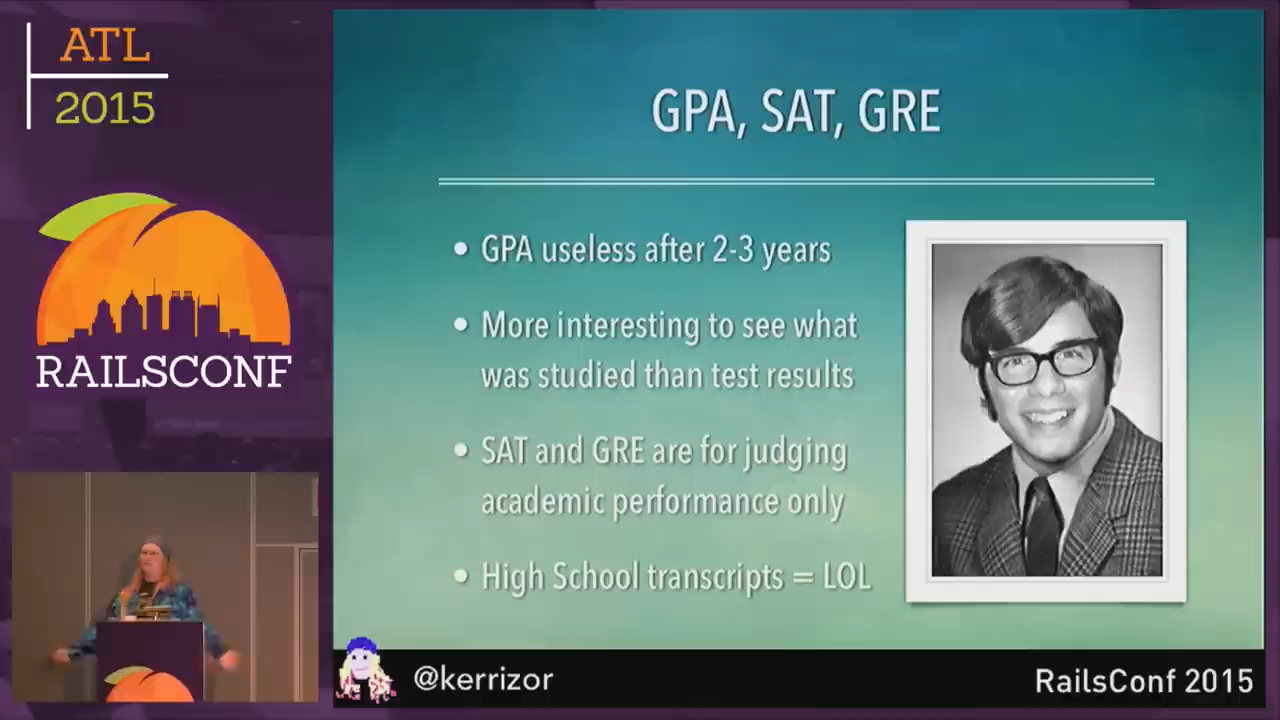 ATL
2015
RAILSCONF
GPA, SAT, GRE
• GPA useless after 2-3 years
• More interesting to see what
was studied than test results
• SAT and GRE are for judging
academic performance only
• High School transcripts = LOL
@kerrizor
RailsConf 2015